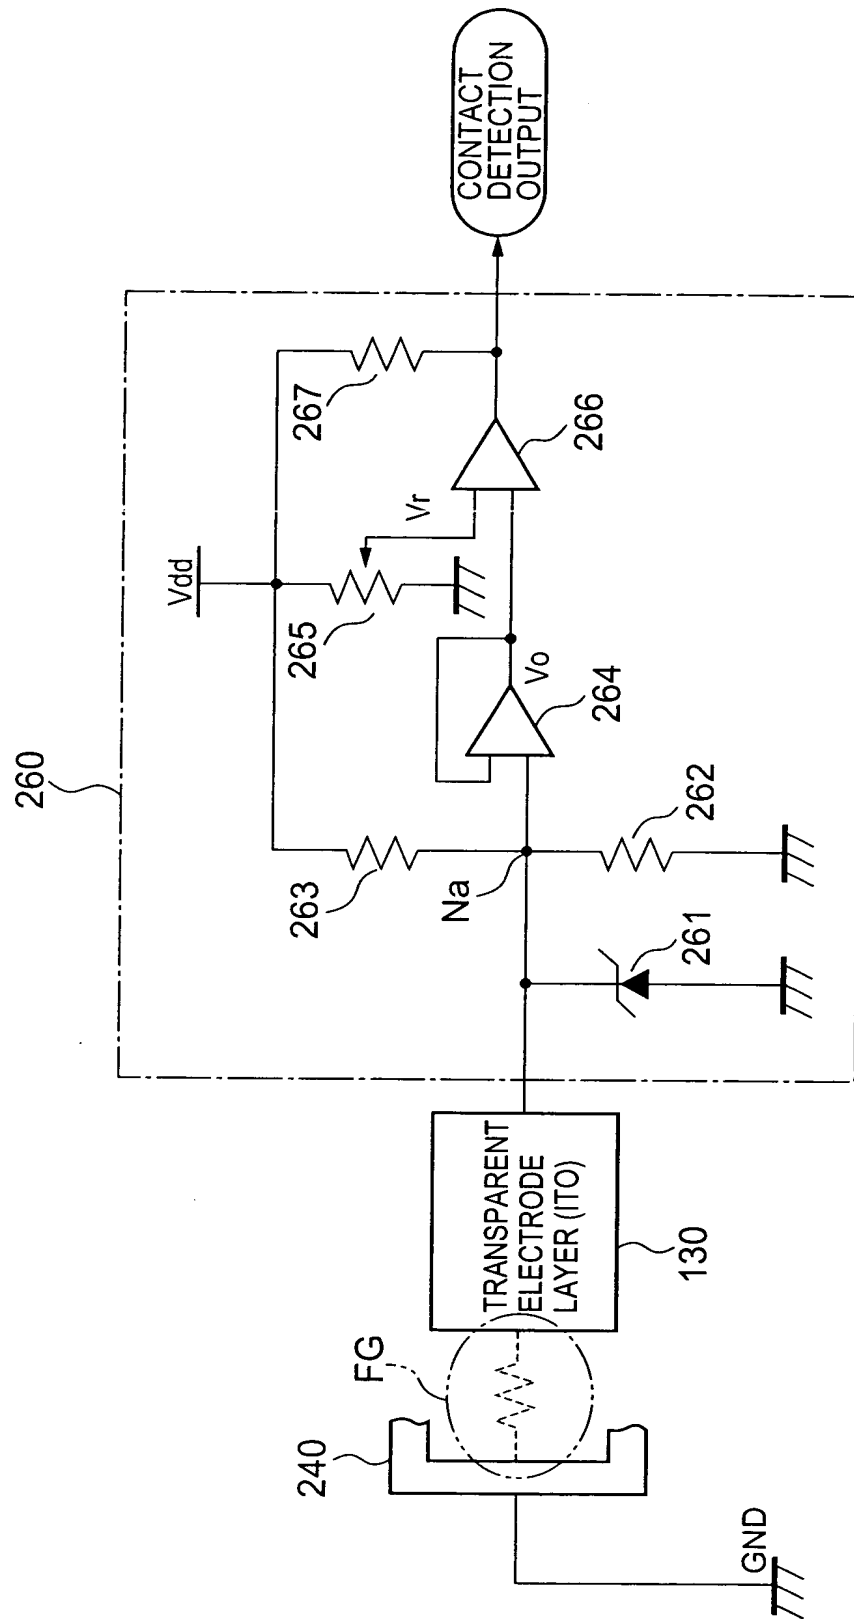 260
Vdd
267
CONTACT
DETECTION
OUTPUT
265
Vr
266
263
Vo
264
Na
262
261
FG
240
TRANSPARENT
ELECTRODE
LAYER (ITO)
130
GND